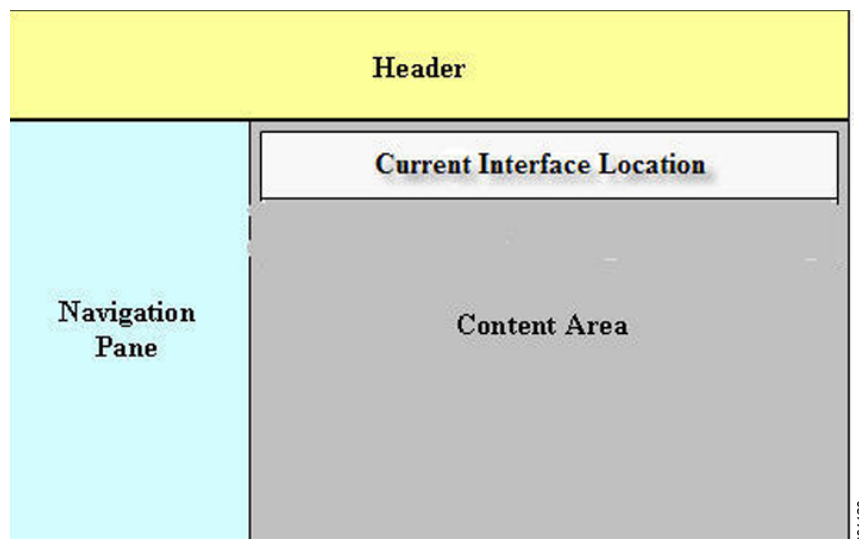 Header
Current Interface Location
Navigation
Pane
Content Area